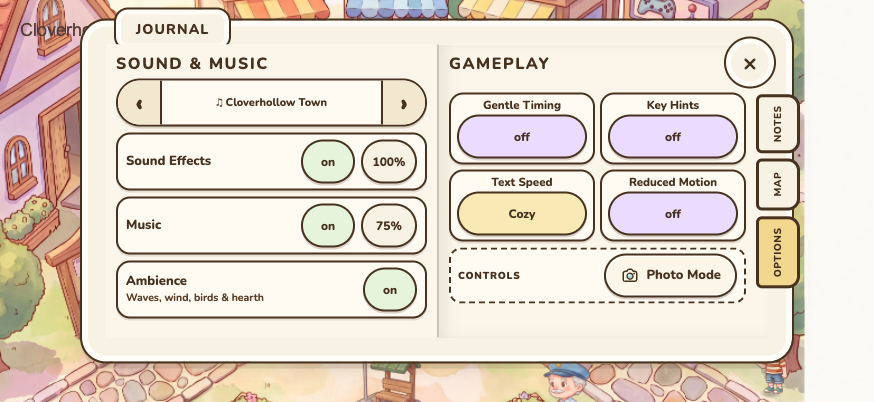 Cloverh
JOURNAL
SOUND & MUSIC
‹ ♫ Cloverhollow Town ›
Sound Effects on 100%
Music on 75%
Ambience
Waves, wind, birds & hearth
on
GAMEPLAY
×
Gentle Timing
off
Key Hints
off
Text Speed
Cozy
Reduced Motion
off
CONTROLS
Photo Mode
NOTES
MAP
OPTIONS